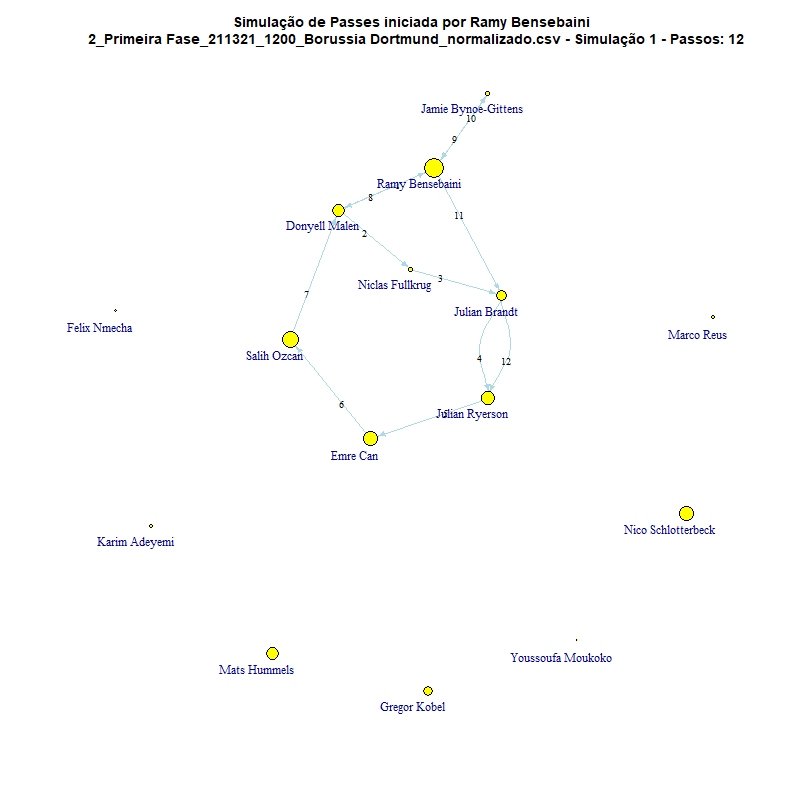 Simulação de Passes iniciada por Ramy Bensebaini
2_Primeira Fase_211321_1200_Borussia Dortmund_normalizado.csv - Simulação 1 - Passos: 12
Jamie Bynoe-Gittens
10
9
Ramy Bensebaini
8
11
Donyell Malen
2
Niclas Fullkrug
3
7
Julian Brandt
Felix Nmecha
Marco Reus
Salih Ozcan
4
12
6
Julian Ryerson
Emre Can
Nico Schlotterbeck
Karim Adeyemi
Youssoufa Moukoko
Mats Hummels
Gregor Kobel